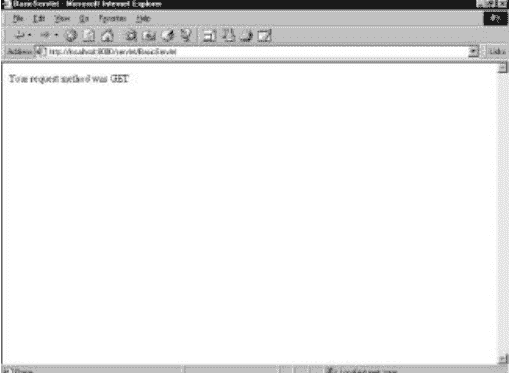 BasicServlet - Microsoft Internet Explorer
File Edit View Go Favorites Help
Address http://localhost:8080/servlet/BasicServlet Links
Your request method was GET
Done Local intranet zone